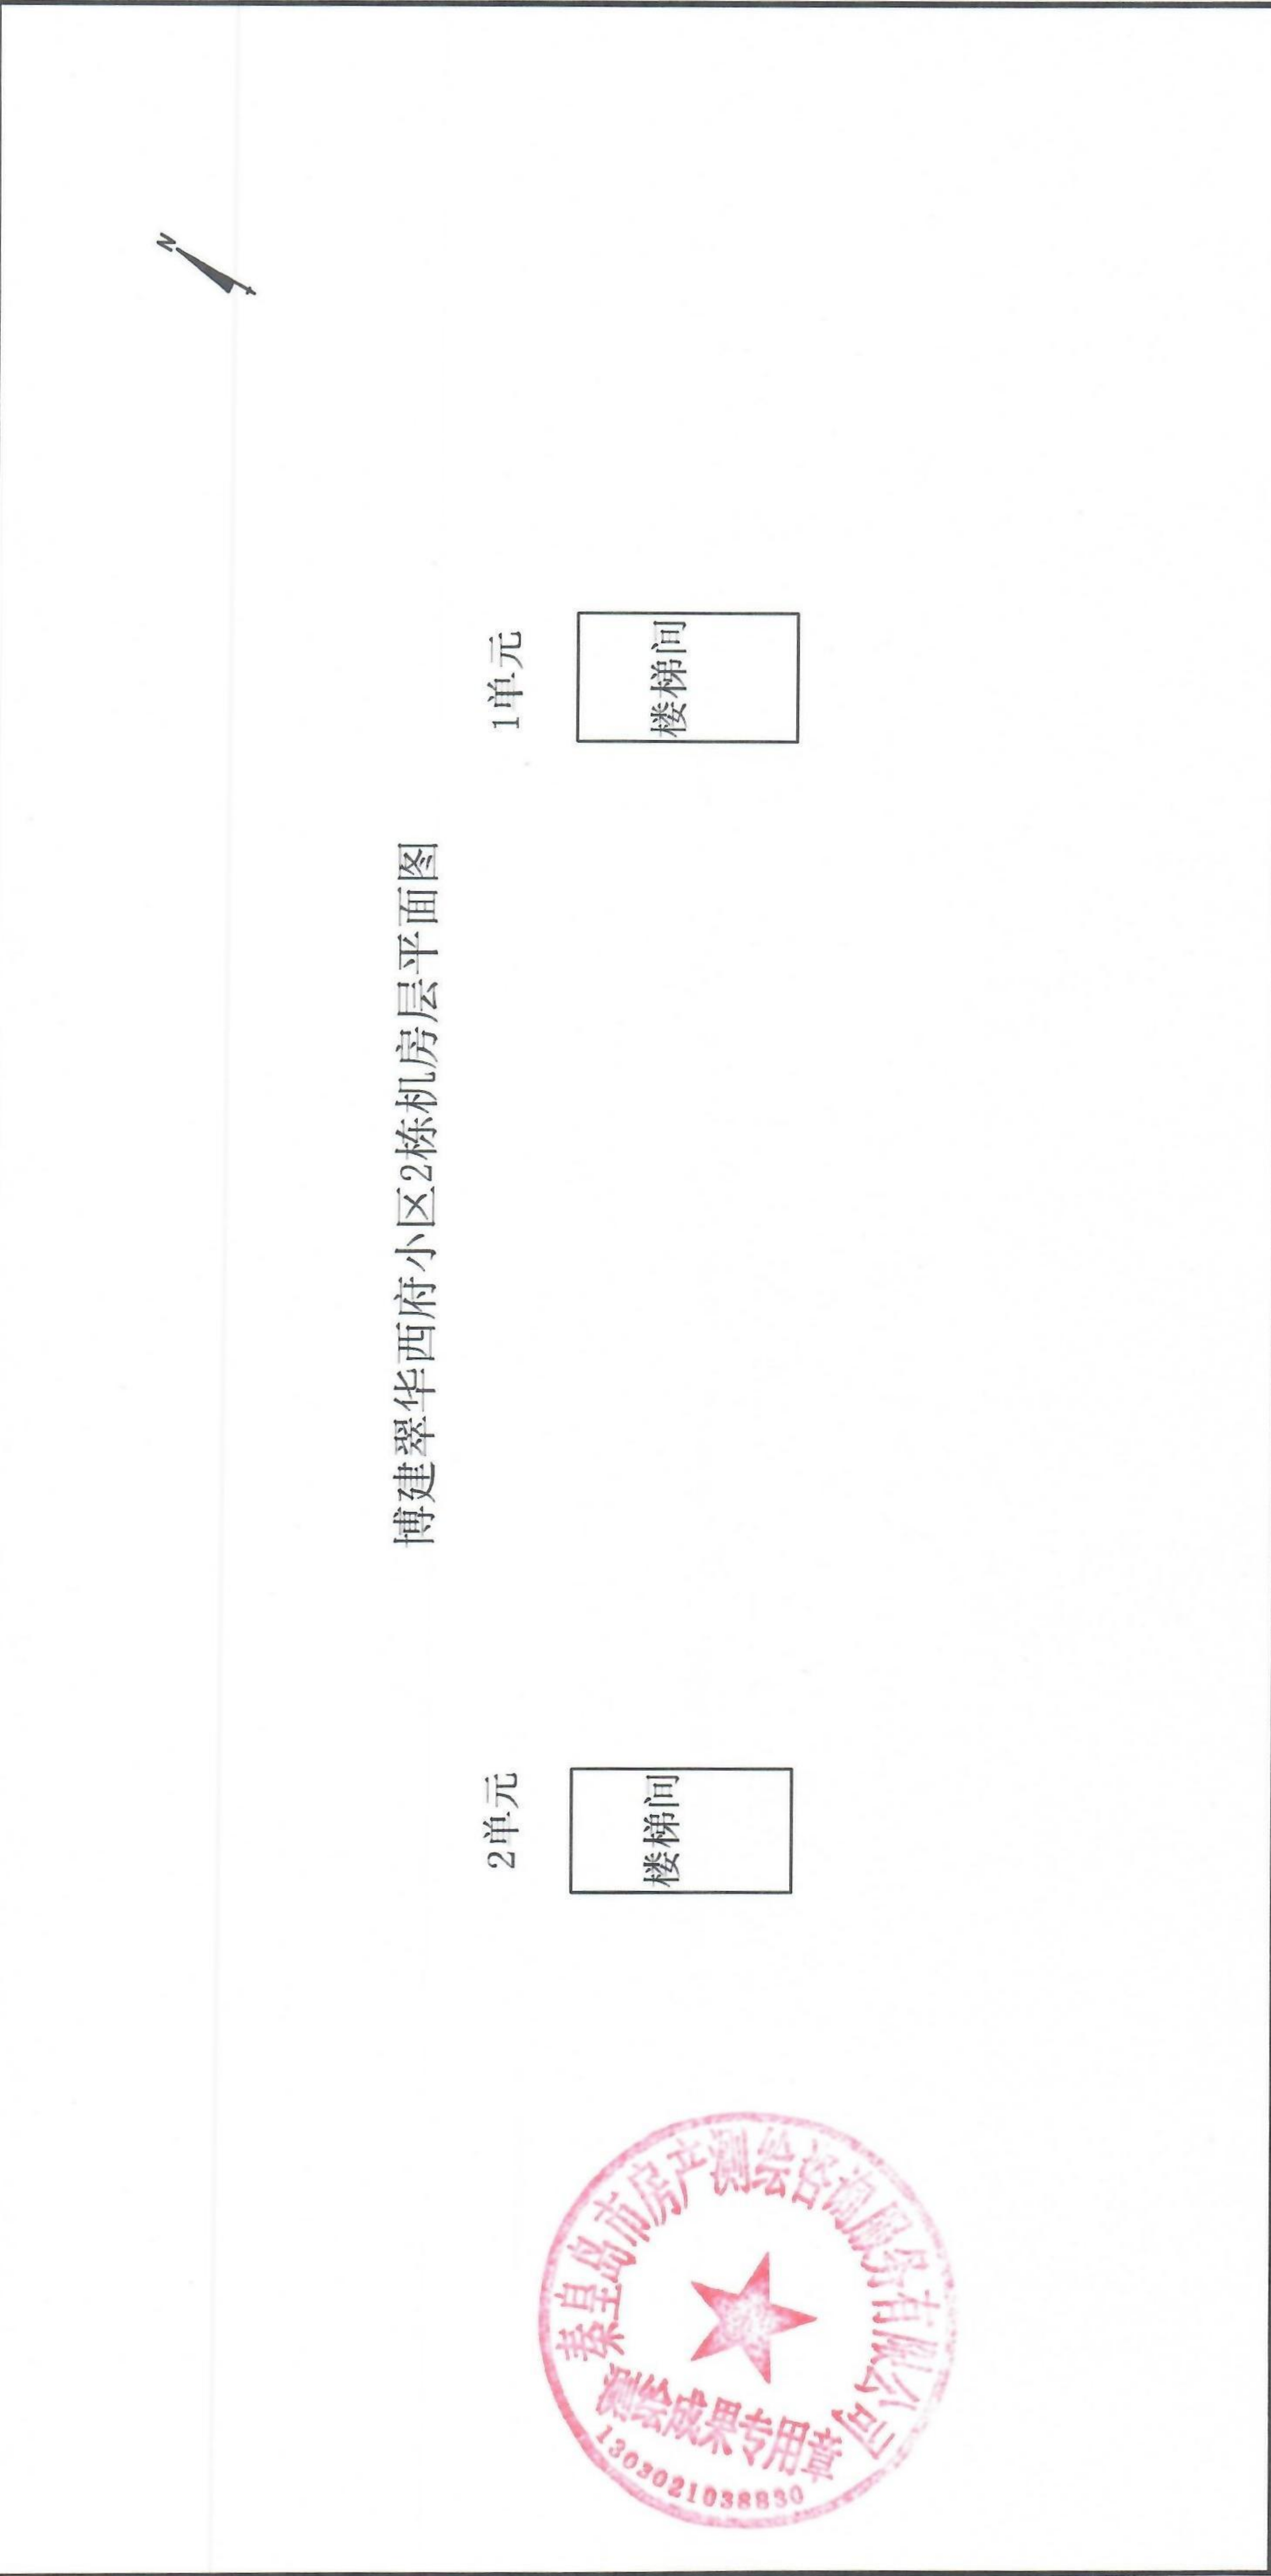 N
博建翠华西府小区2栋机房层平面图
2单元
1单元
楼梯间
楼梯间
秦皇岛市房产测绘咨询服务有限公司
测绘成果专用章
1303021038830